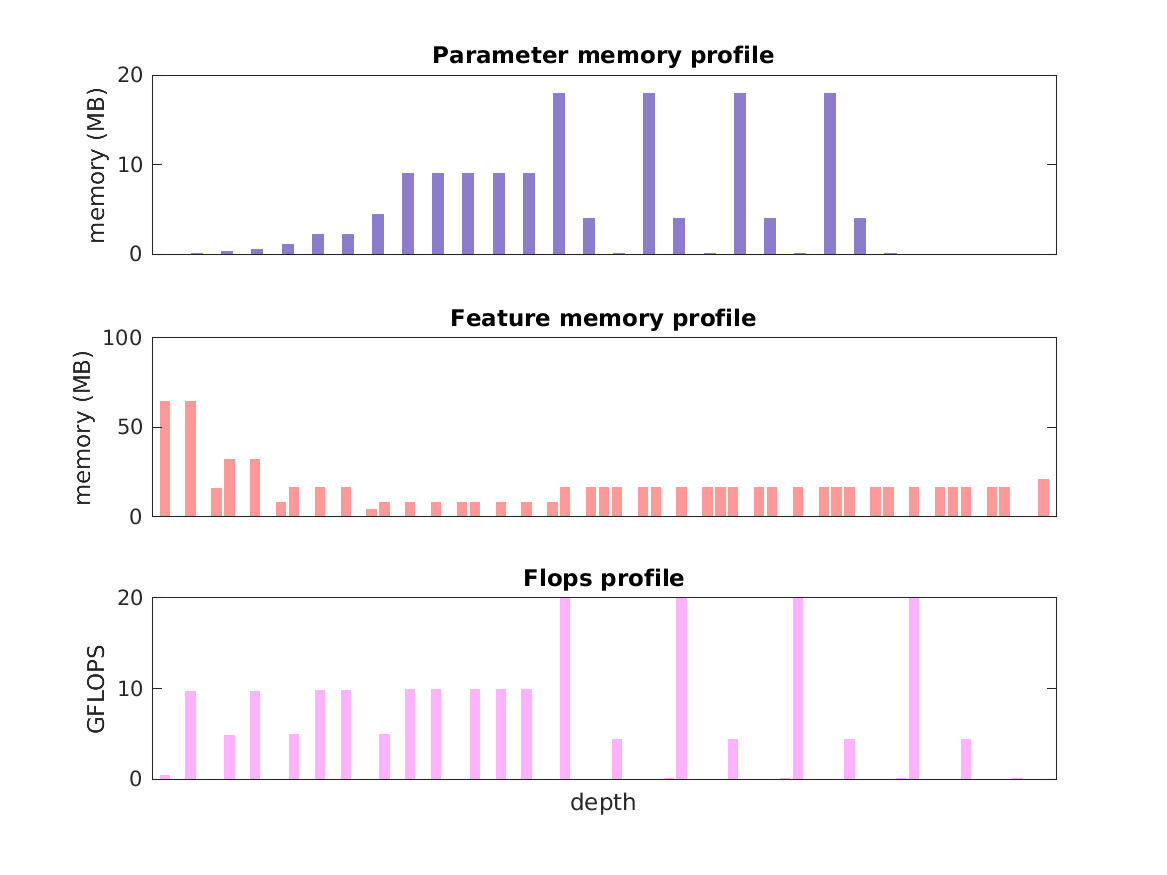 Parameter memory profile
20
10
0
memory (MB)
Feature memory profile
100
50
0
memory (MB)
Flops profile
20
10
0
GFLOPS
depth